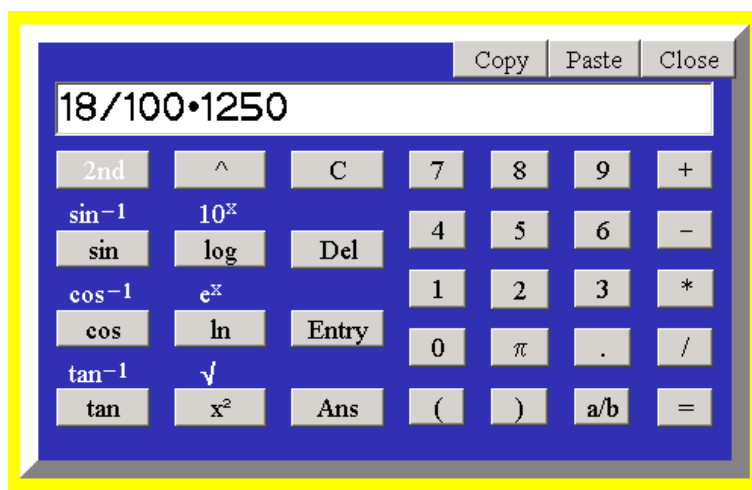 Copy Paste Close
18/100•1250
2nd ^ C 7 8 9 +
sin⁻¹ 10ˣ
sin log Del 4 5 6 −
cos⁻¹ eˣ
cos ln Entry 1 2 3 *
tan⁻¹ √
0 π . /
tan x² Ans ( ) a/b =